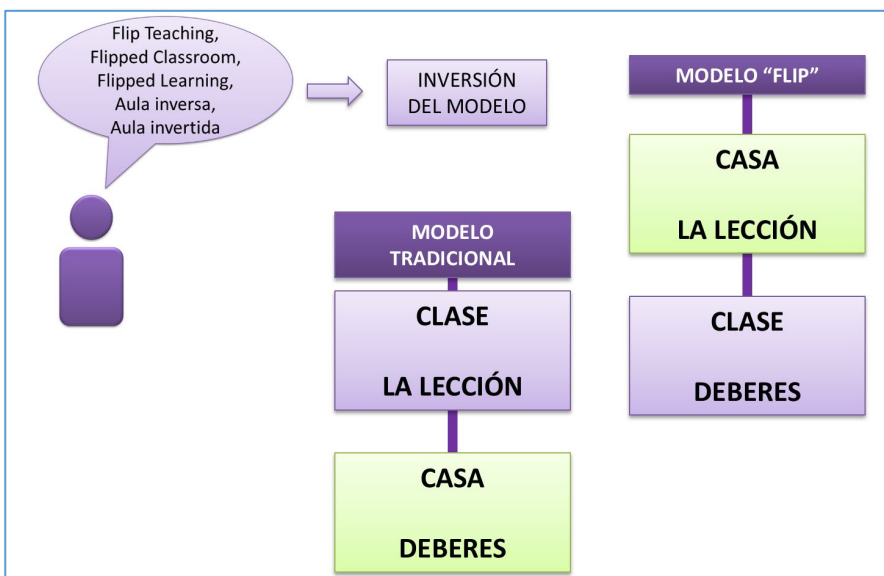 Flip Teaching,
Flipped Classroom,
Flipped Learning,
Aula inversa,
Aula invertida
INVERSIÓN
DEL MODELO
MODELO
TRADICIONAL
CLASE
LA LECCIÓN
CASA
DEBERES
MODELO “FLIP”
CASA
LA LECCIÓN
CLASE
DEBERES